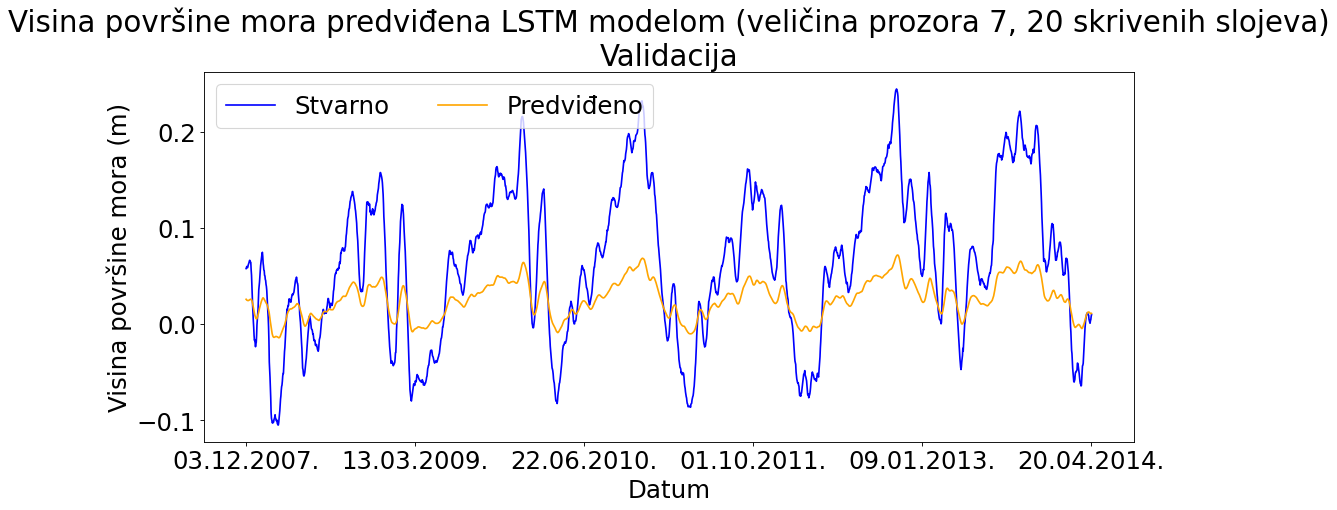 Visina površine mora predviđena LSTM modelom (veličina prozora 7, 20 skrivenih slojeva)
Validacija
Stvarno Predviđeno
Visina površine mora (m)
0.2
0.1
0.0
−0.1
03.12.2007. 13.03.2009. 22.06.2010. 01.10.2011. 09.01.2013. 20.04.2014.
Datum